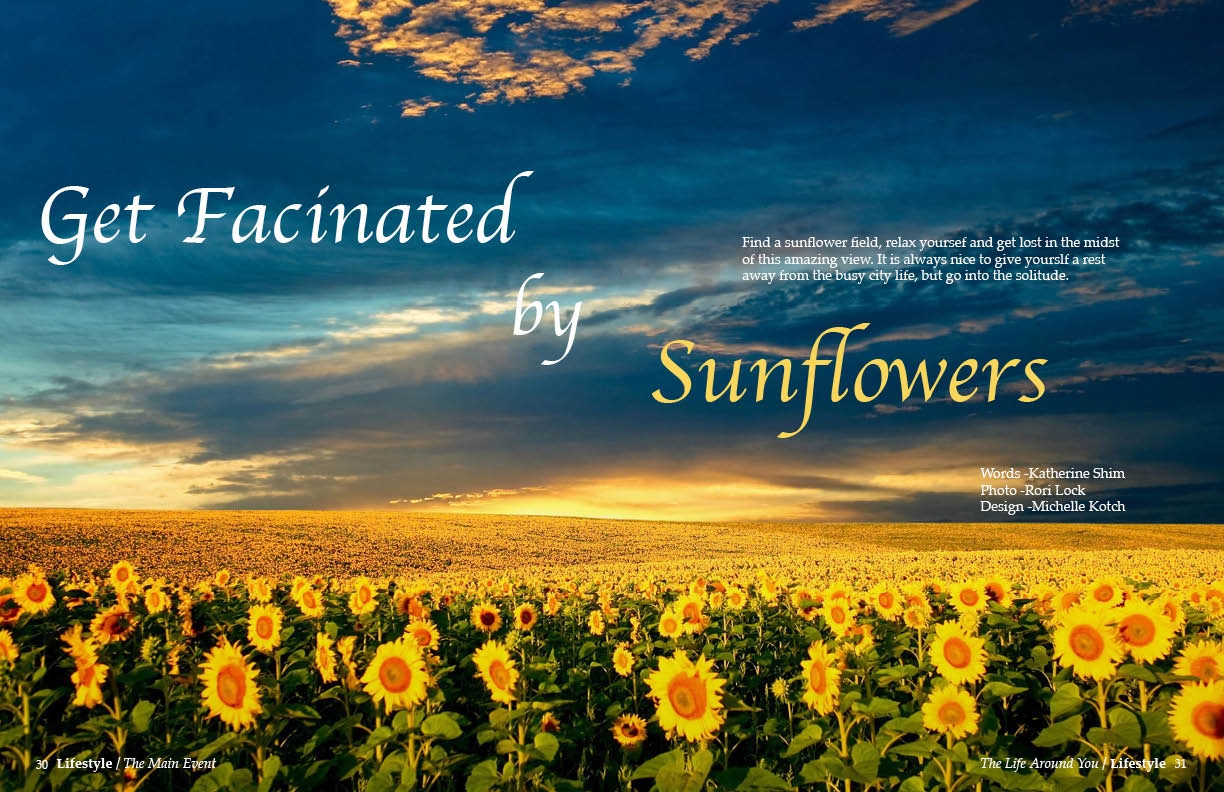 Get Facinated
by
Sunflowers
Find a sunflower field, relax yoursef and get lost in the midst
of this amazing view. It is always nice to give yourslf a rest
away from the busy city life, but go into the solitude.
Words -Katherine Shim
Photo -Rori Lock
Design -Michelle Kotch
30 Lifestyle / The Main Event
The Life Around You / Lifestyle 31